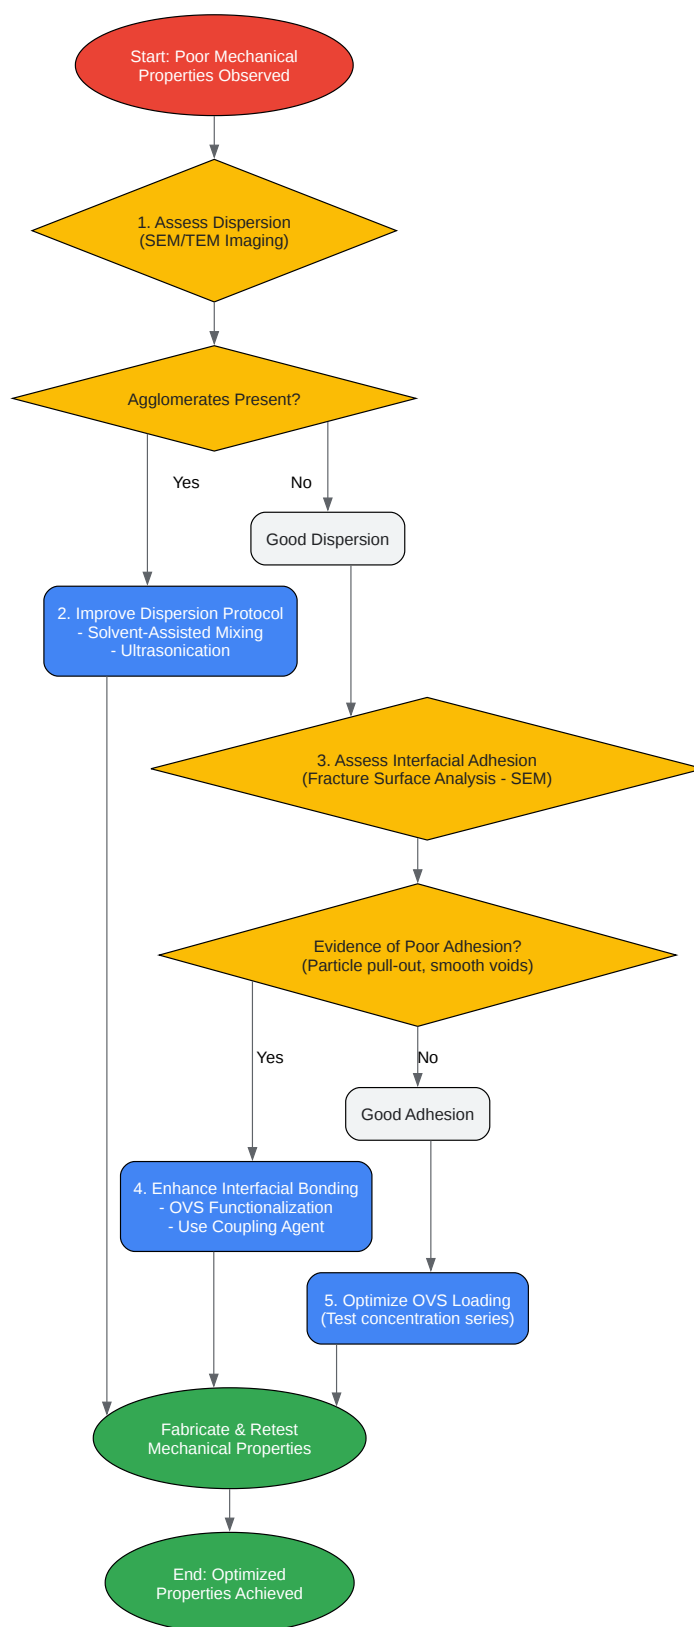 Start: Poor Mechanical
Properties Observed
1. Assess Dispersion
(SEM/TEM Imaging)
Agglomerates Present?
Yes
No
Good Dispersion
2. Improve Dispersion Protocol
- Solvent-Assisted Mixing
- Ultrasonication
3. Assess Interfacial Adhesion
(Fracture Surface Analysis - SEM)
Evidence of Poor Adhesion?
(Particle pull-out, smooth voids)
Yes
No
Good Adhesion
4. Enhance Interfacial Bonding
- OVS Functionalization
- Use Coupling Agent
5. Optimize OVS Loading
(Test concentration series)
Fabricate & Retest
Mechanical Properties
End: Optimized
Properties Achieved